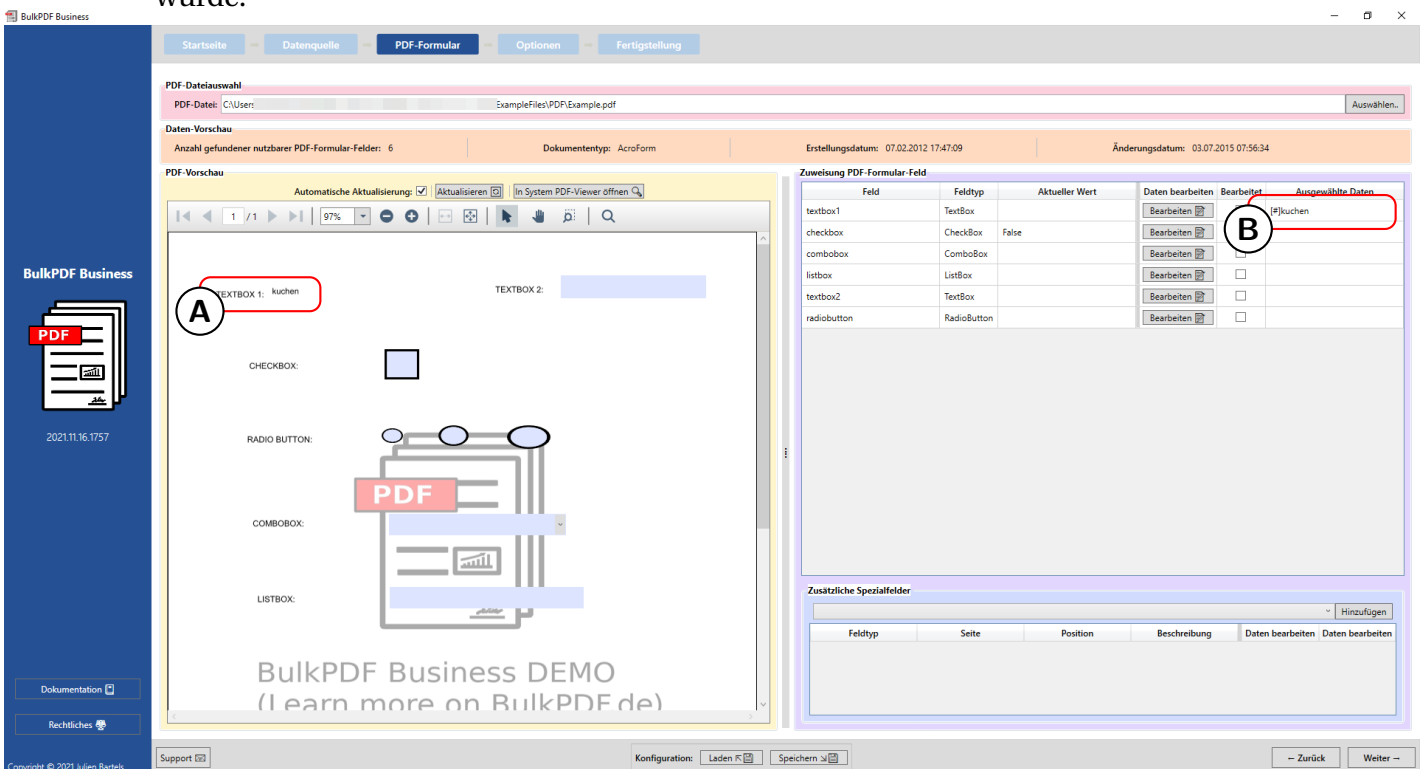 wurde.
BulkPDF Business
Startseite Datenquelle PDF-Formular Optionen Fertigstellung
PDF-Dateiauswahl
PDF-Datei: C:\Users ExampleFiles\PDF\Example.pdf Auswählen..
Daten-Vorschau
Anzahl gefundener nutzbarer PDF-Formular-Felder: 6 Dokumententyp: AcroForm Erstellungsdatum: 07.02.2012 17:47:09 Änderungsdatum: 03.07.2015 07:56:34
PDF-Vorschau
Automatische Aktualisierung: Aktualisieren In System PDF-Viewer öffnen
1 / 1 97%
TEXTBOX 1: kuchen TEXTBOX 2:
A
CHECKBOX:
RADIO BUTTON:
PDF
COMBOBOX:
LISTBOX:
BulkPDF Business DEMO
(Learn more on BulkPDF.de)
Zuweisung PDF-Formular-Feld
Feld Feldtyp Aktueller Wert Daten bearbeiten Bearbeitet Ausgewählte Daten
textbox1 TextBox Bearbeiten [#]kuchen
B
checkbox CheckBox False Bearbeiten
combobox ComboBox Bearbeiten
listbox ListBox Bearbeiten
textbox2 TextBox Bearbeiten
radiobutton RadioButton Bearbeiten
Zusätzliche Spezialfelder
Hinzufügen
Feldtyp Seite Position Beschreibung Daten bearbeiten Daten bearbeiten
BulkPDF Business
PDF
2021.11.16.1757
Dokumentation
Rechtliches
Copyright © 2021 Julien Bartels
Support Konfiguration: Laden Speichern ← Zurück Weiter →